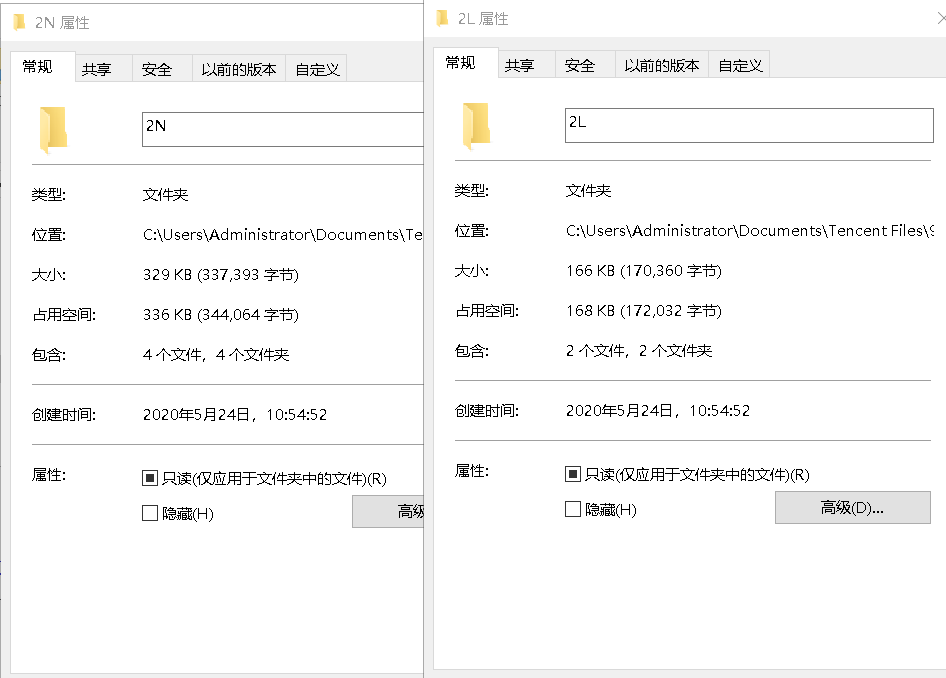 2N 属性
常规 共享 安全 以前的版本 自定义
2N
类型: 文件夹
位置: C:\Users\Administrator\Documents\Te
大小: 329 KB (337,393 字节)
占用空间: 336 KB (344,064 字节)
包含: 4 个文件，4 个文件夹
创建时间: 2020年5月24日，10:54:52
属性: 只读(仅应用于文件夹中的文件)(R)
隐藏(H) 高级
2L 属性
常规 共享 安全 以前的版本 自定义
2L
类型: 文件夹
位置: C:\Users\Administrator\Documents\Tencent Files\9
大小: 166 KB (170,360 字节)
占用空间: 168 KB (172,032 字节)
包含: 2 个文件，2 个文件夹
创建时间: 2020年5月24日，10:54:52
属性: 只读(仅应用于文件夹中的文件)(R)
隐藏(H) 高级(D)...